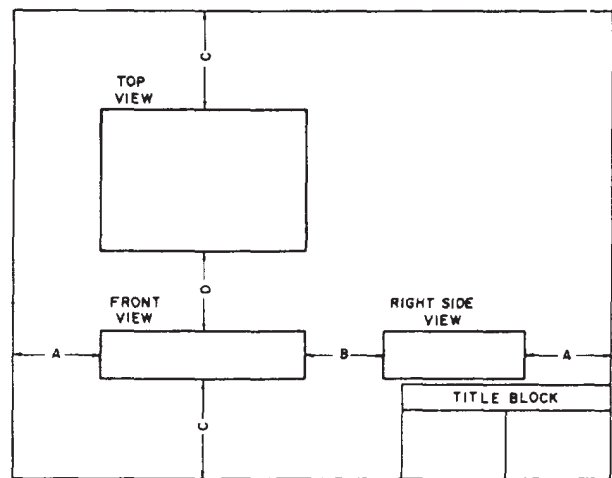 C
TOP
VIEW
D
FRONT
VIEW
RIGHT SIDE
VIEW
A
B
A
TITLE BLOCK
C